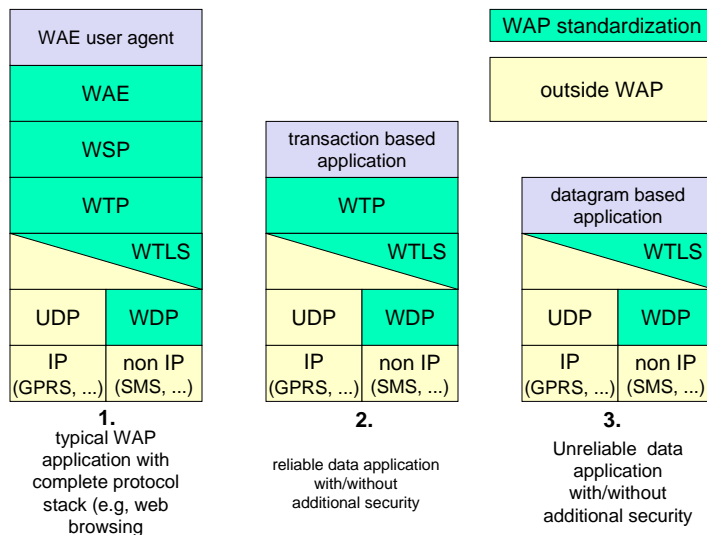 WAE user agent
WAE
WSP
WTP
WTLS
UDP
WDP
IP
(GPRS, ...)
non IP
(SMS, ...)
1.
typical WAP
application with
complete protocol
stack (e.g, web
browsing
transaction based
application
WTP
WTLS
UDP
WDP
IP
(GPRS, ...)
non IP
(SMS, ...)
2.
reliable data application
with/without
additional security
WAP standardization
outside WAP
datagram based
application
WTLS
UDP
WDP
IP
(GPRS, ...)
non IP
(SMS, ...)
3.
Unreliable data
application
with/without
additional security